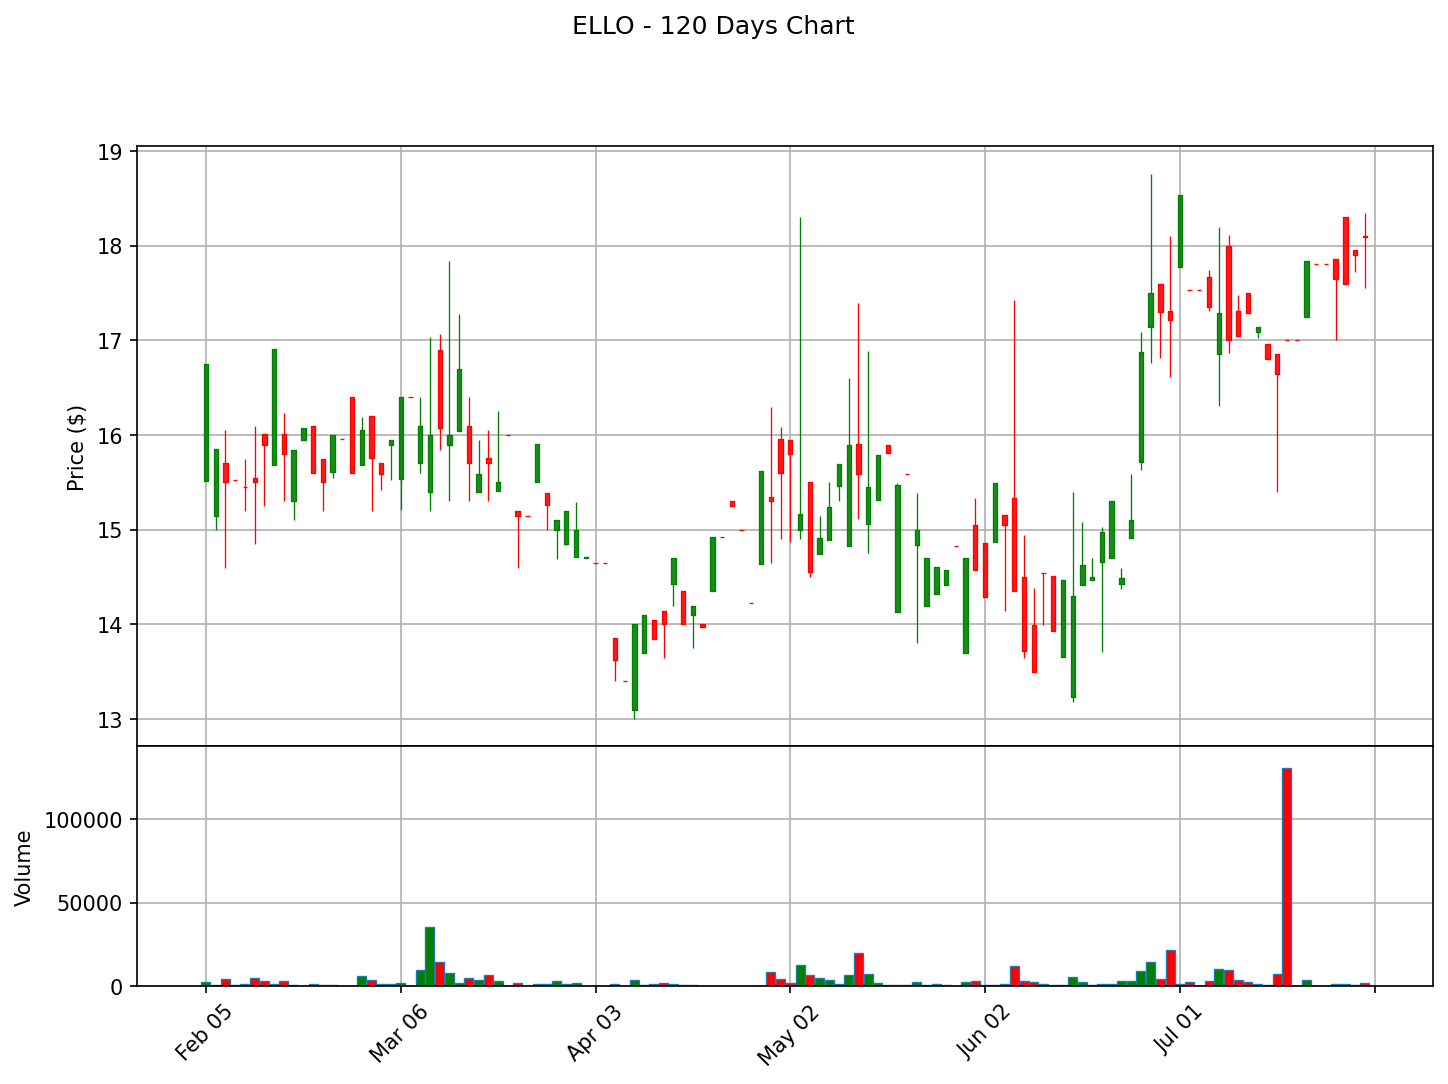 ELLO - 120 Days Chart
Price ($)
19
18
17
16
15
14
13
Volume
100000
50000
0
Feb 05
Mar 06
Apr 03
May 02
Jun 02
Jul 01